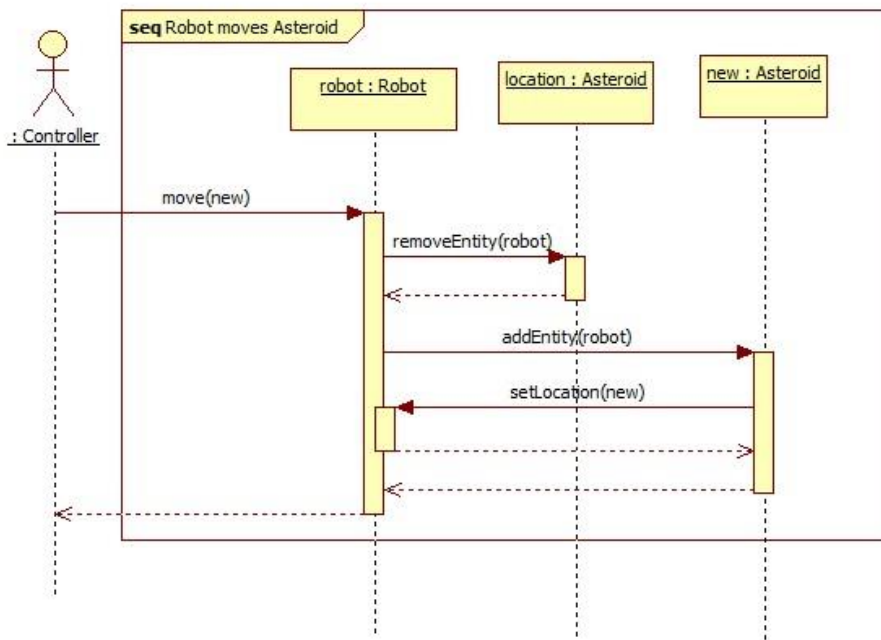 seq Robot moves Asteroid
robot : Robot
location : Asteroid
new : Asteroid
: Controller
move(new)
removeEntity(robot)
addEntity(robot)
setLocation(new)